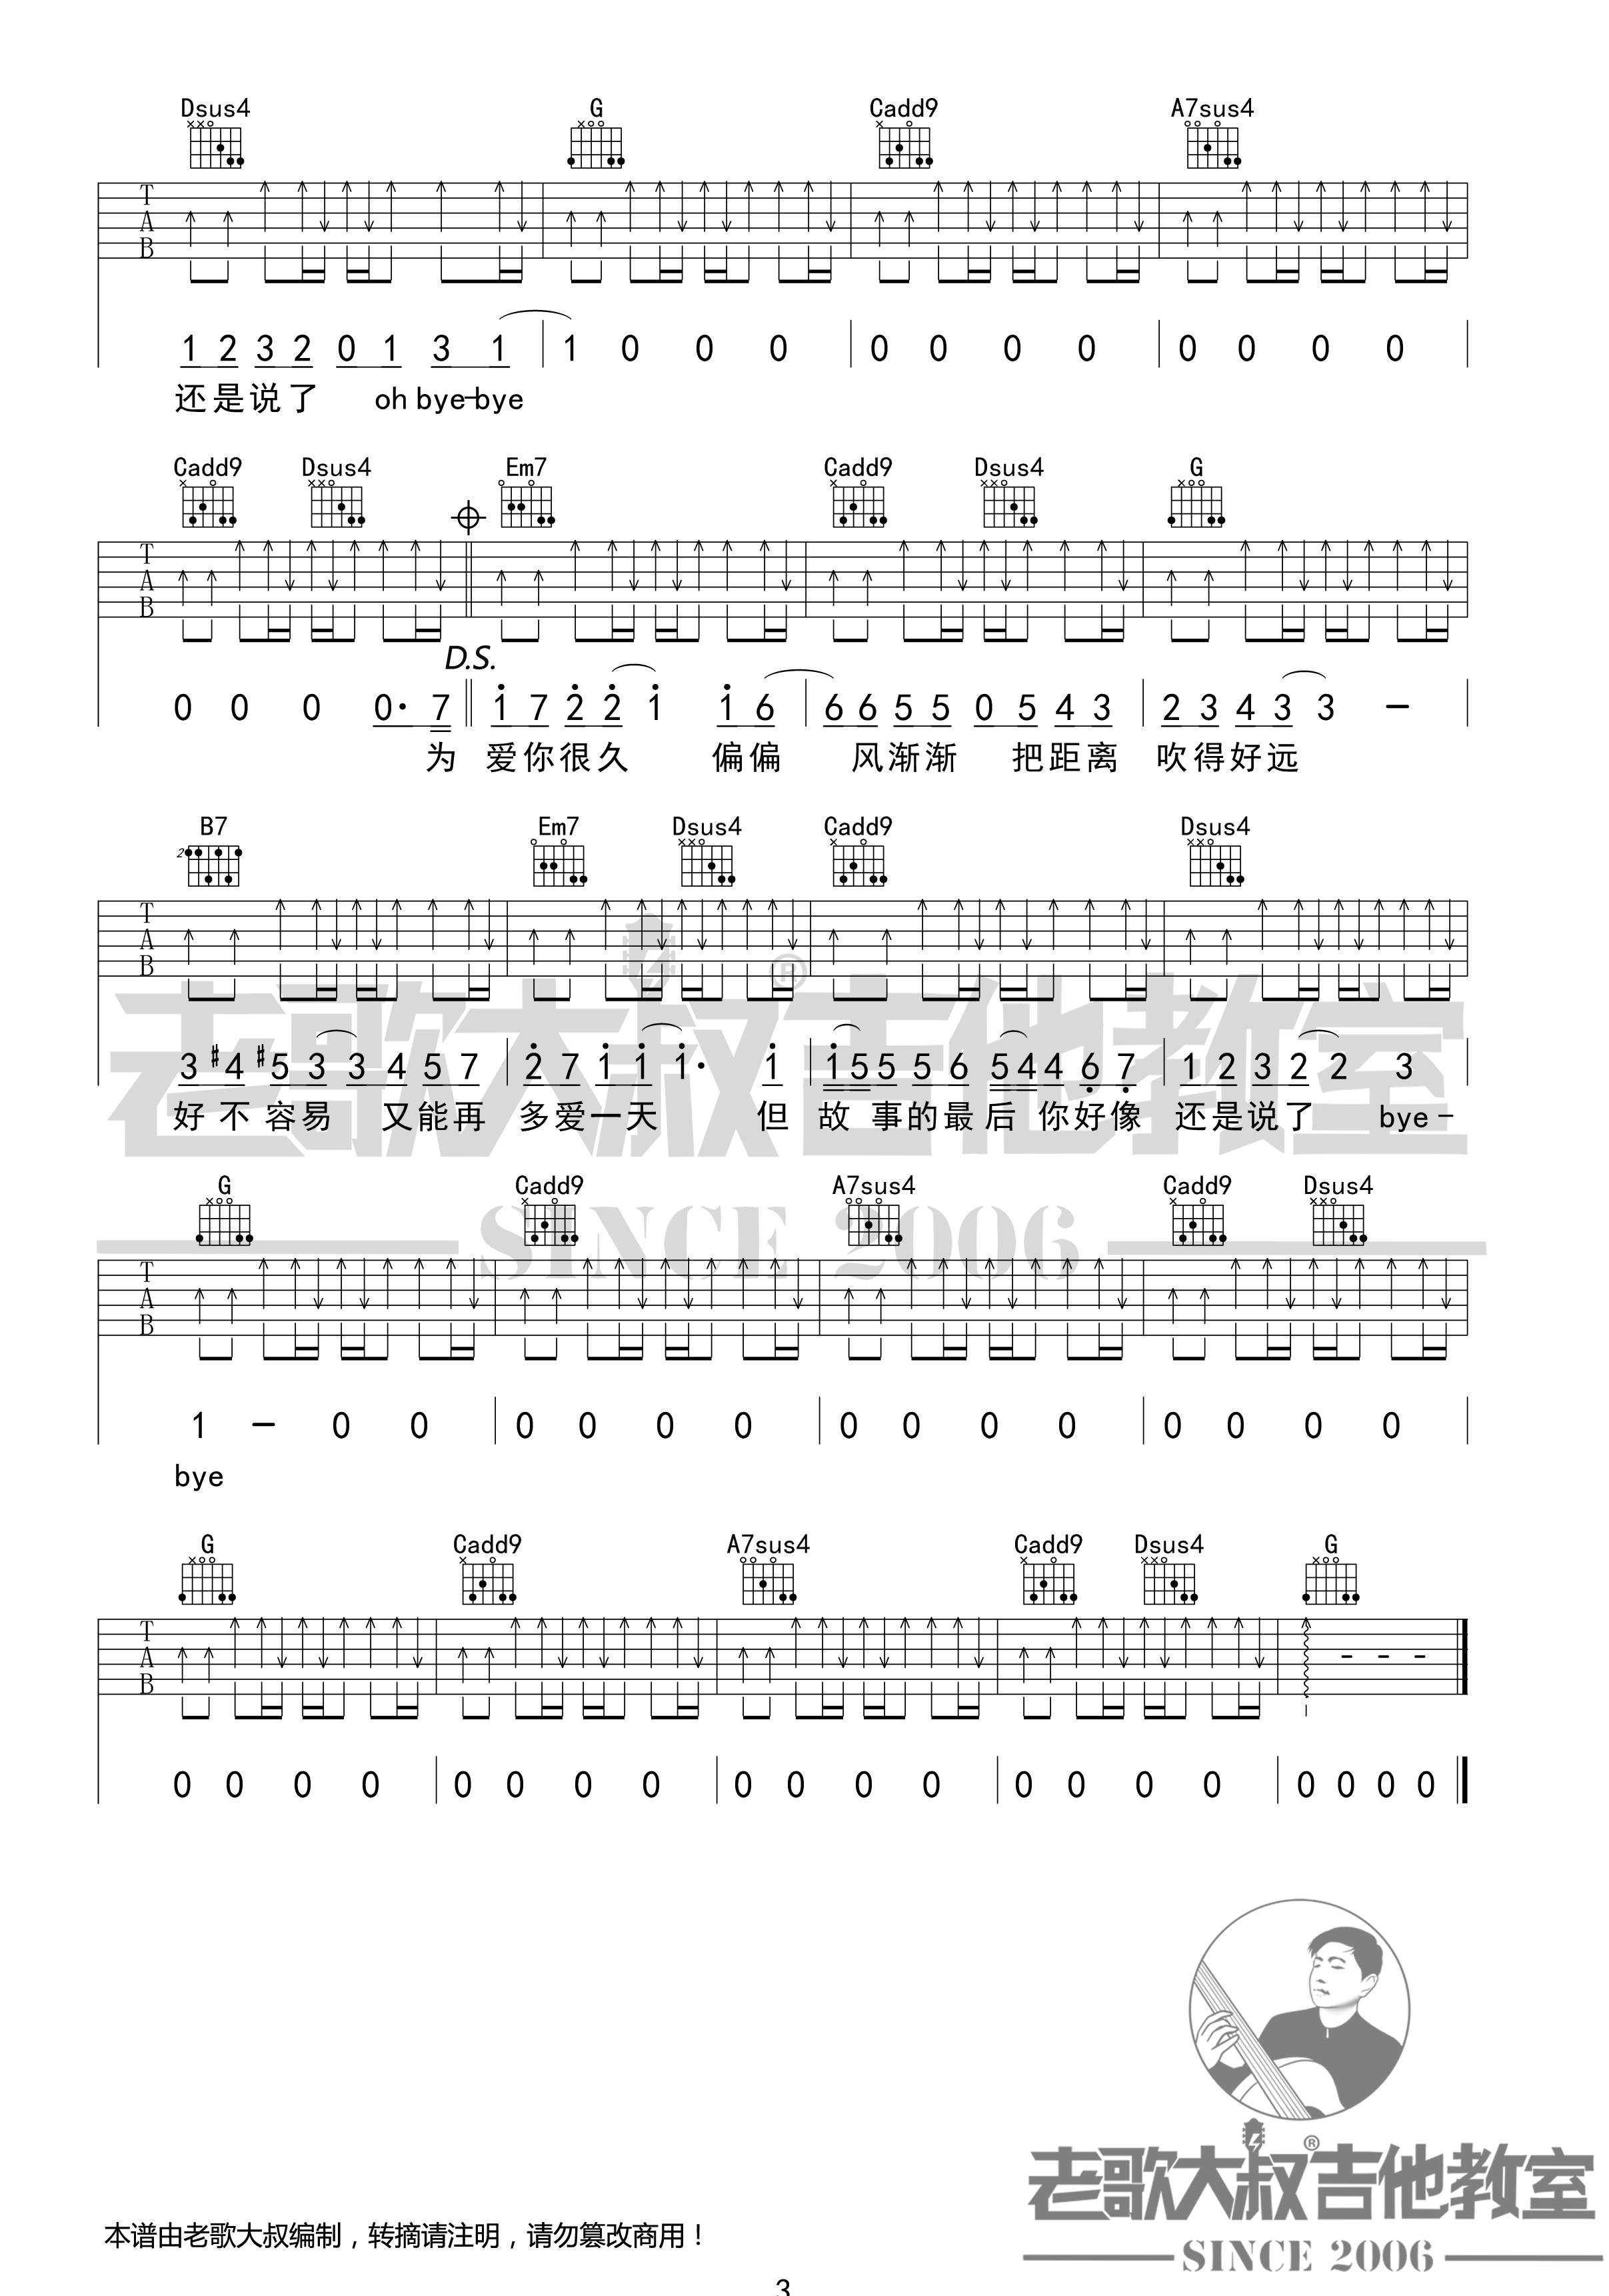 Dsus4 G Cadd9 A7sus4
T
A
B
1 2 3 2 0 1 3 1 1 0 0 0 0 0 0 0 0 0 0 0
还是说了 oh bye-bye
Cadd9 Dsus4 Em7 Cadd9 Dsus4 G
T
A
B
D.S.
0 0 0 0· 7 1 7 2 2 1 1 6 6 6 5 5 0 5 4 3 2 3 4 3 3 –
为 爱你很久 偏偏 风渐渐 把距离 吹得好远
B7 Em7 Dsus4 Cadd9 Dsus4
2
T
A
B
3 #4 #5 3 3 4 5 7 2 7 1 1 1· 1 1 5 5 5 6 5 4 4 6 7 1 2 3 2 2 3
好不容易 又能再 多爱一天 但 故事的最后 你好像 还是说了 bye-
老歌大叔吉他教室®
SINCE 2006
G Cadd9 A7sus4 Cadd9 Dsus4
T
A
B
1 – 0 0 0 0 0 0 0 0 0 0 0 0 0 0
bye
G Cadd9 A7sus4 Cadd9 Dsus4 G
T
A
B
0 0 0 0 0 0 0 0 0 0 0 0 0 0 0 0 0 0 0 0
老歌大叔吉他教室®
SINCE 2006
本谱由老歌大叔编制，转摘请注明，请勿篡改商用！
3